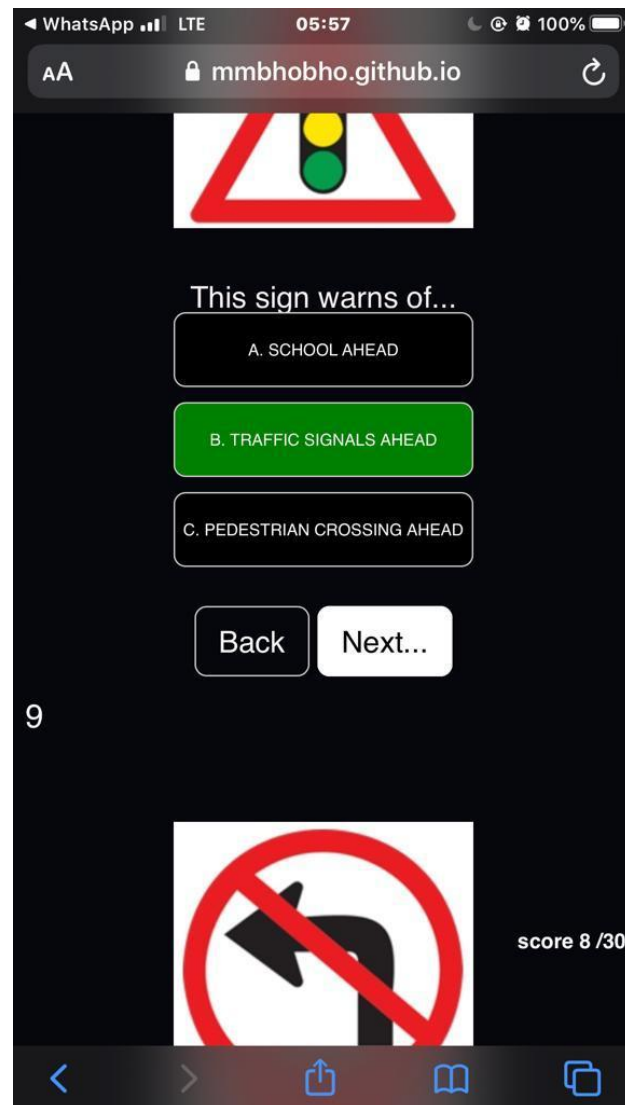 WhatsApp LTE 05:57 100%
AA mmbhobho.github.io
This sign warns of...
A. SCHOOL AHEAD
B. TRAFFIC SIGNALS AHEAD
C. PEDESTRIAN CROSSING AHEAD
Back Next...
9
score 8 /30